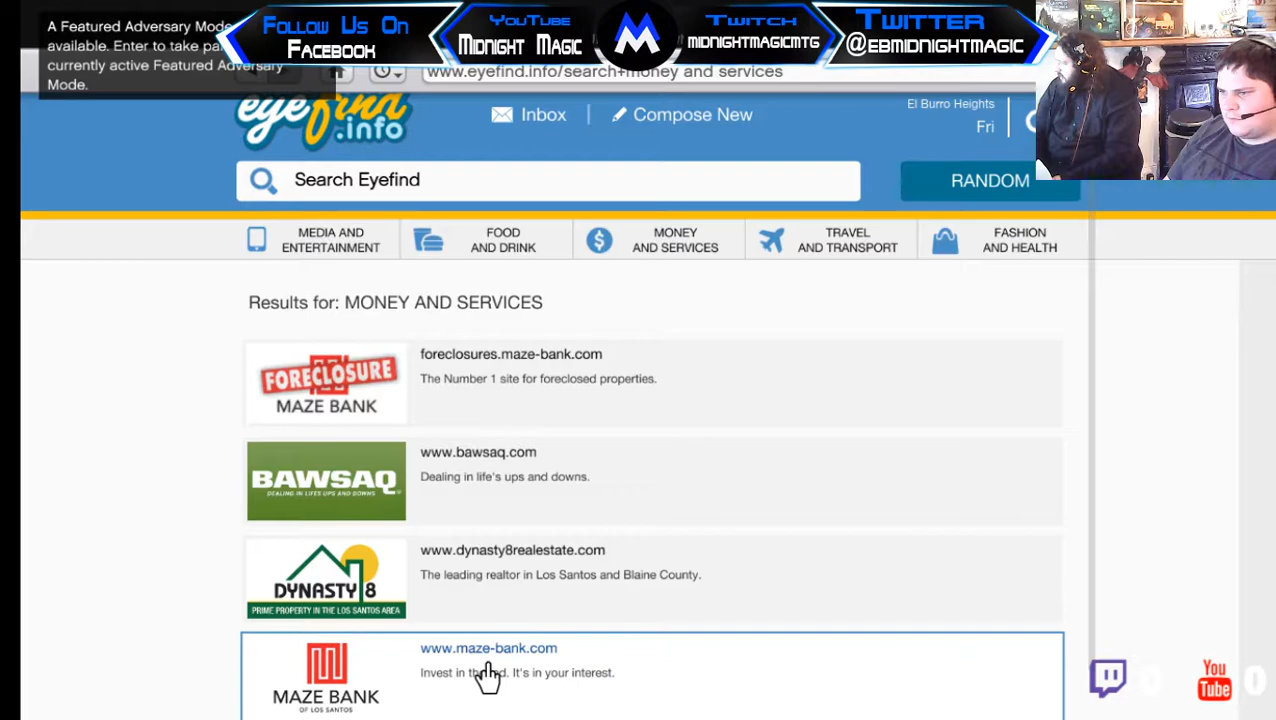 A Featured Adversary Mode
available. Enter to take pa
currently active Featured Adversary
Mode.
Follow Us On
Facebook
YouTube
Midnight Magic
M
Twitch
midnightmagicmtg
Twitter
@ebmidnightmagic
www.eyefind.info/search+money and services
eyefind
.info
Inbox
Compose New
El Burro Heights
Fri
Search Eyefind
RANDOM
MEDIA AND
ENTERTAINMENT
FOOD
AND DRINK
MONEY
AND SERVICES
TRAVEL
AND TRANSPORT
FASHION
AND HEALTH
Results for: MONEY AND SERVICES
FORECLOSURE
MAZE BANK
foreclosures.maze-bank.com
The Number 1 site for foreclosed properties.
BAWSAQ
DEALING IN LIFE'S UPS AND DOWNS
www.bawsaq.com
Dealing in life's ups and downs.
DYNASTY 8
PRIME PROPERTY IN THE LOS SANTOS AREA
www.dynasty8realestate.com
The leading realtor in Los Santos and Blaine County.
MAZE BANK
OF LOS SANTOS
www.maze-bank.com
Invest in th d. It's in your interest.
0
You
Tube
0